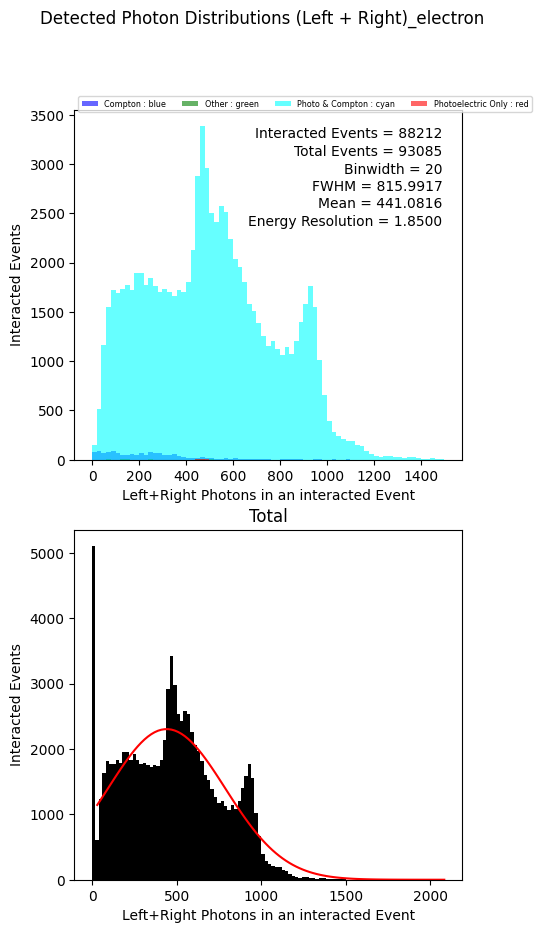 Detected Photon Distributions (Left + Right)_electron
Compton : blue Other : green Photo & Compton : cyan Photoelectric Only : red
3500
3000
2500
2000
1500
1000
500
0
Interacted Events
Interacted Events = 88212
Total Events = 93085
Binwidth = 20
FWHM = 815.9917
Mean = 441.0816
Energy Resolution = 1.8500
0 200 400 600 800 1000 1200 1400
Left+Right Photons in an interacted Event
Total
5000
4000
3000
2000
1000
0
Interacted Events
0 500 1000 1500 2000
Left+Right Photons in an interacted Event